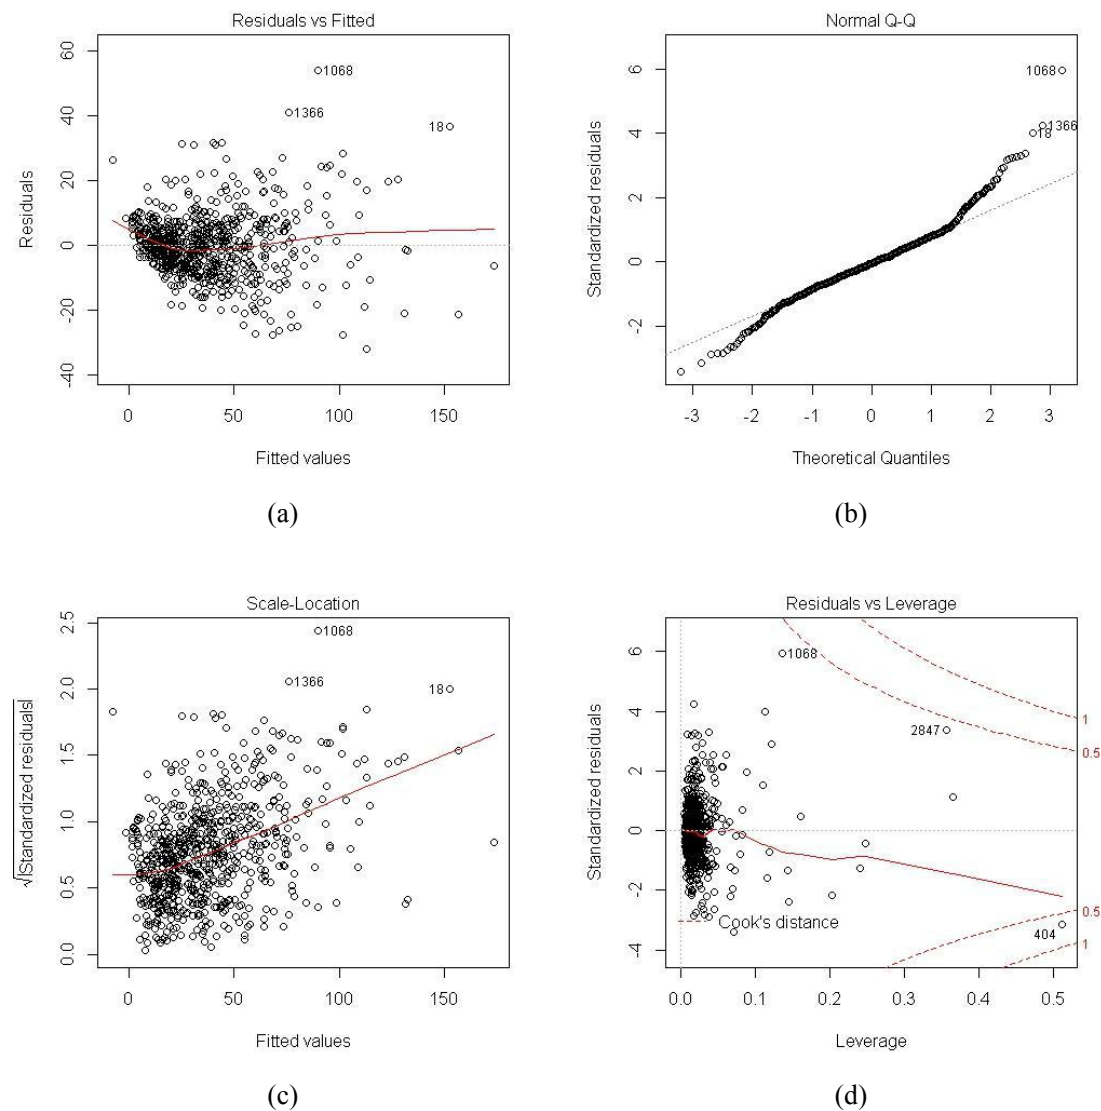 Residuals vs Fitted
Residuals
60
40
20
0
-20
-40
1068
1366
18
0 50 100 150
Fitted values
(a)
Normal Q-Q
Standardized residuals
6
4
2
0
-2
1068
1366
18
-3 -2 -1 0 1 2 3
Theoretical Quantiles
(b)
Scale-Location
√|Standardized residuals|
2.5
2.0
1.5
1.0
0.5
0.0
1068
1366
18
0 50 100 150
Fitted values
(c)
Residuals vs Leverage
Standardized residuals
6
4
2
0
-2
-4
1068
2847
404
1
0.5
0.5
1
Cook's distance
0.0 0.1 0.2 0.3 0.4 0.5
Leverage
(d)